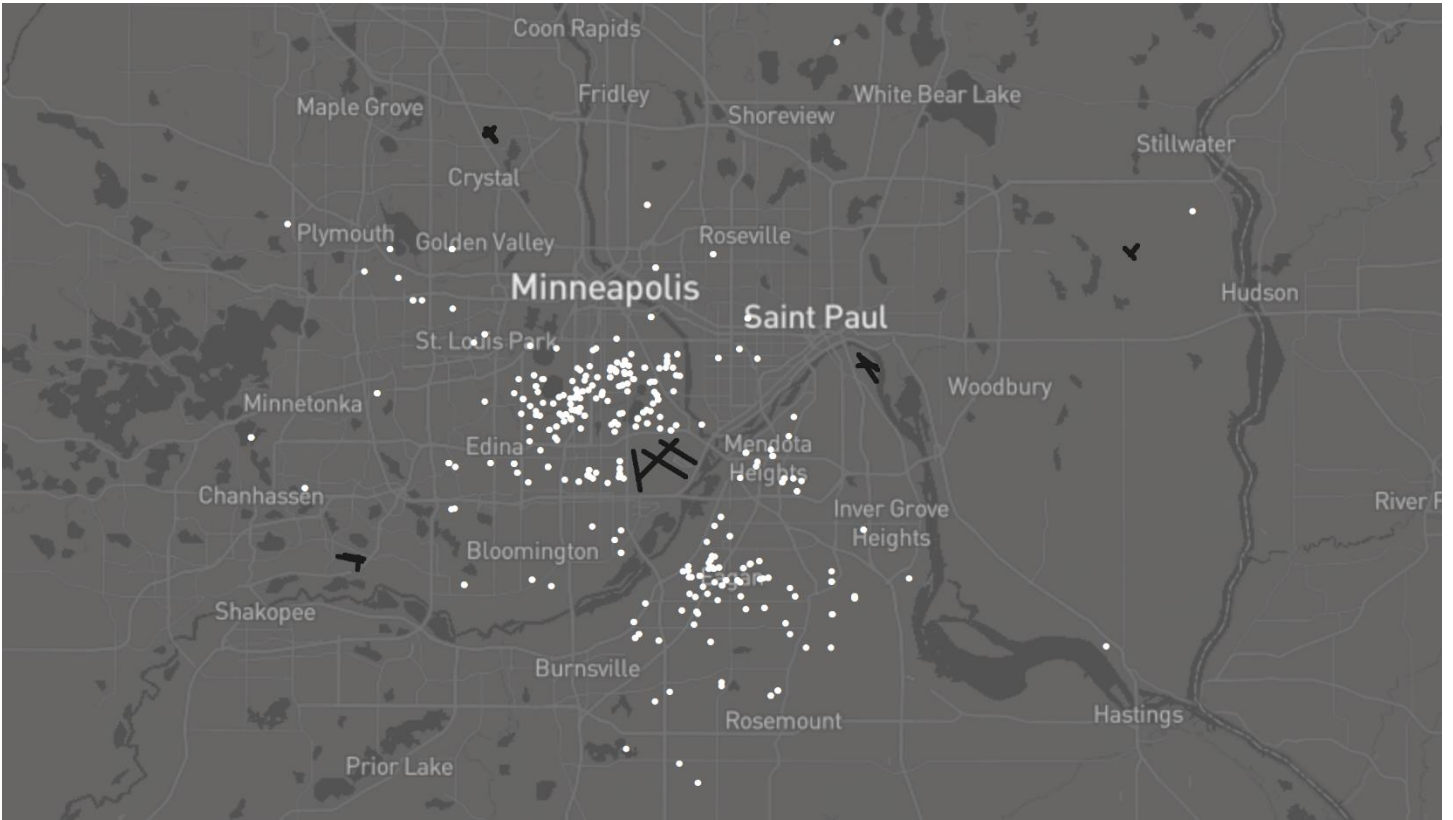 Coon Rapids
Maple Grove
Fridley
White Bear Lake
Shoreview
Stillwater
Crystal
Plymouth
Golden Valley
Roseville
Minneapolis
Hudson
Saint Paul
St. Louis Park
Minnetonka
Woodbury
Edina
Mendota
Heights
Chanhassen
River F
Inver Grove
Heights
Bloomington
Eagan
Shakopee
Burnsville
Hastings
Rosemount
Prior Lake